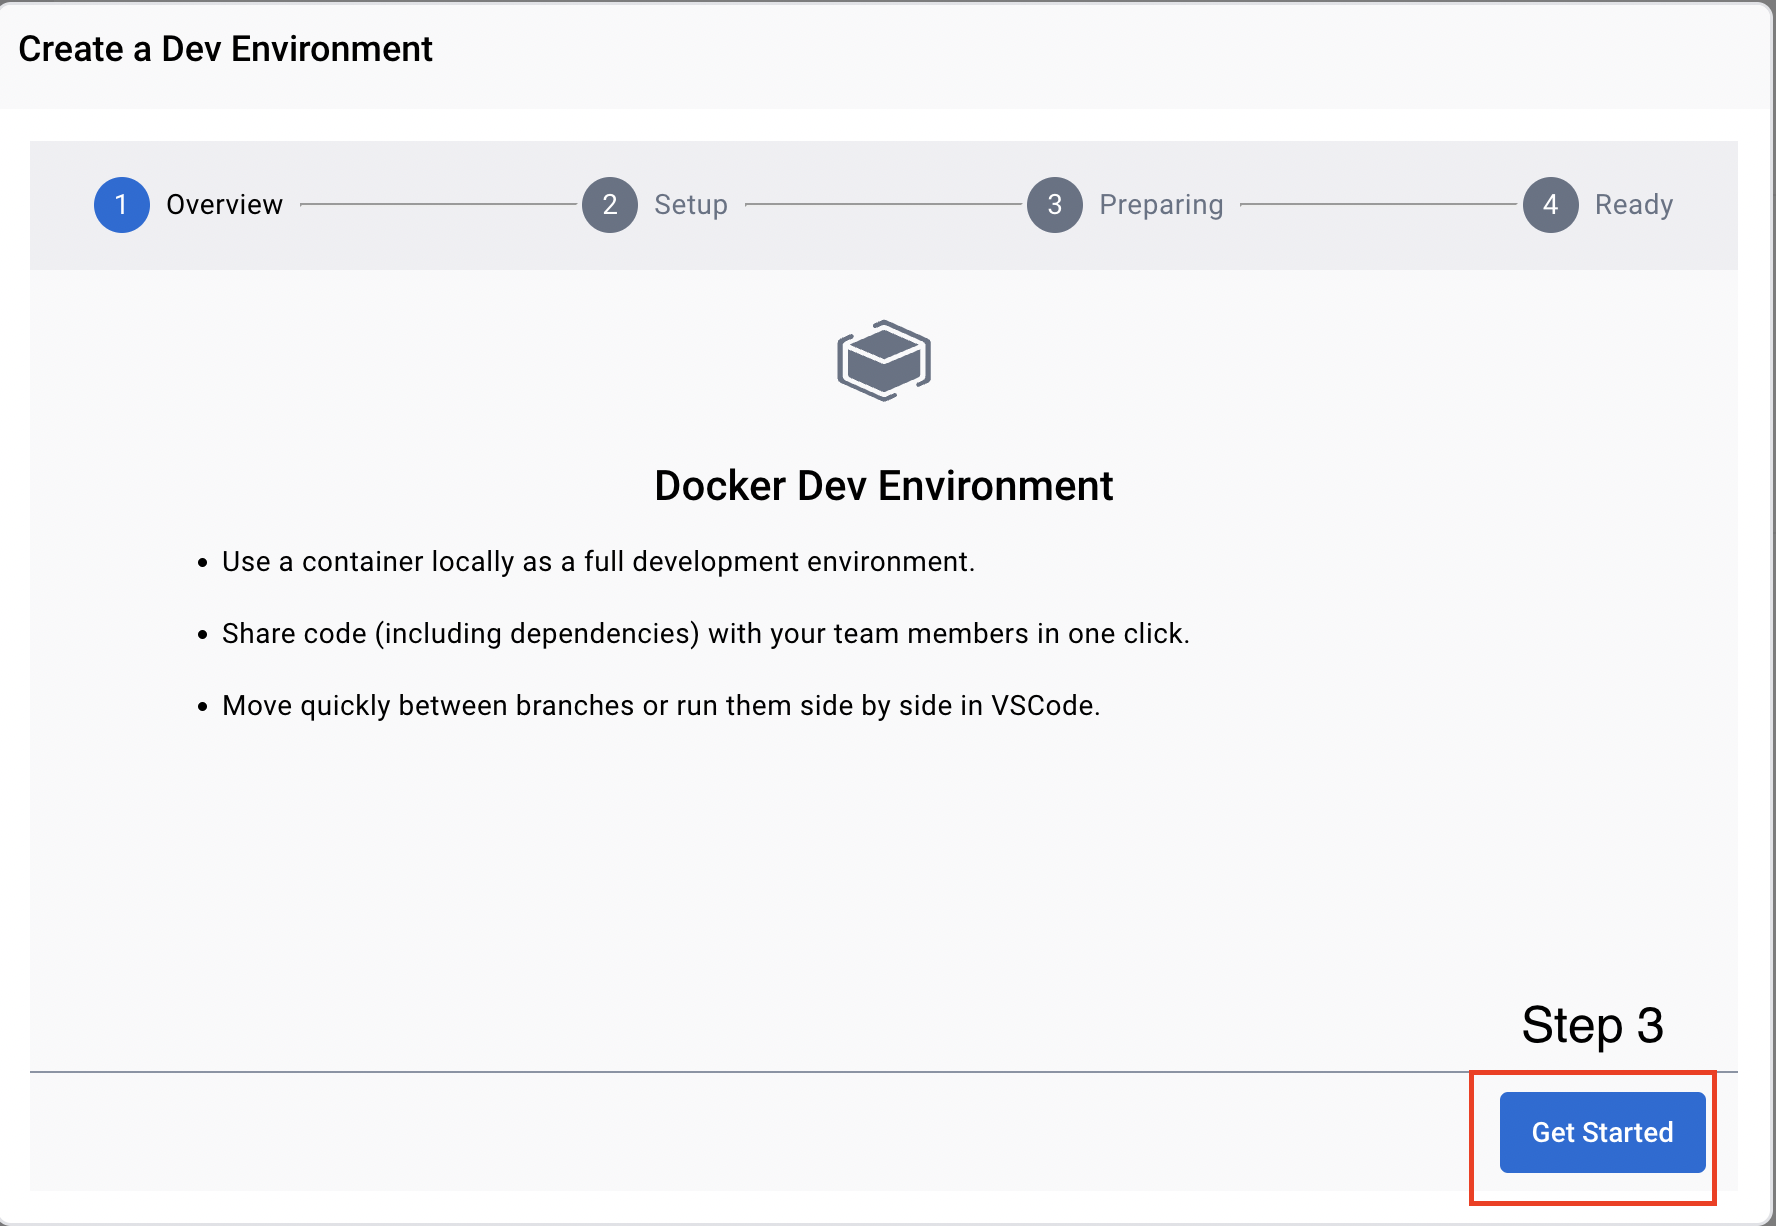 Create a Dev Environment
1 Overview 2 Setup 3 Preparing 4 Ready
Docker Dev Environment
• Use a container locally as a full development environment.
• Share code (including dependencies) with your team members in one click.
• Move quickly between branches or run them side by side in VSCode.
Step 3
Get Started